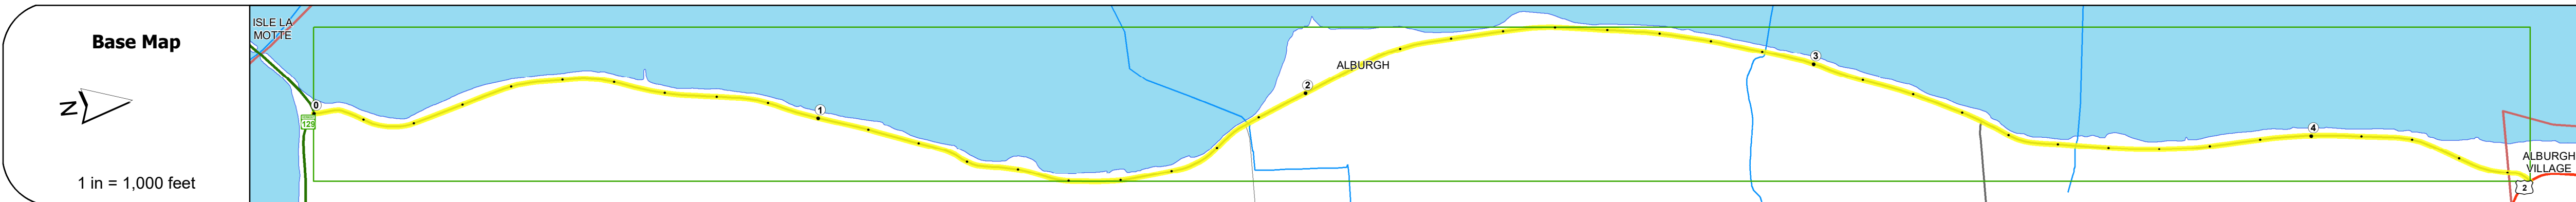 Base Map
N
1 in = 1,000 feet
ISLE LA
MOTTE
0
129
1
2
ALBURGH
3
4
ALBURGH
VILLAGE
2